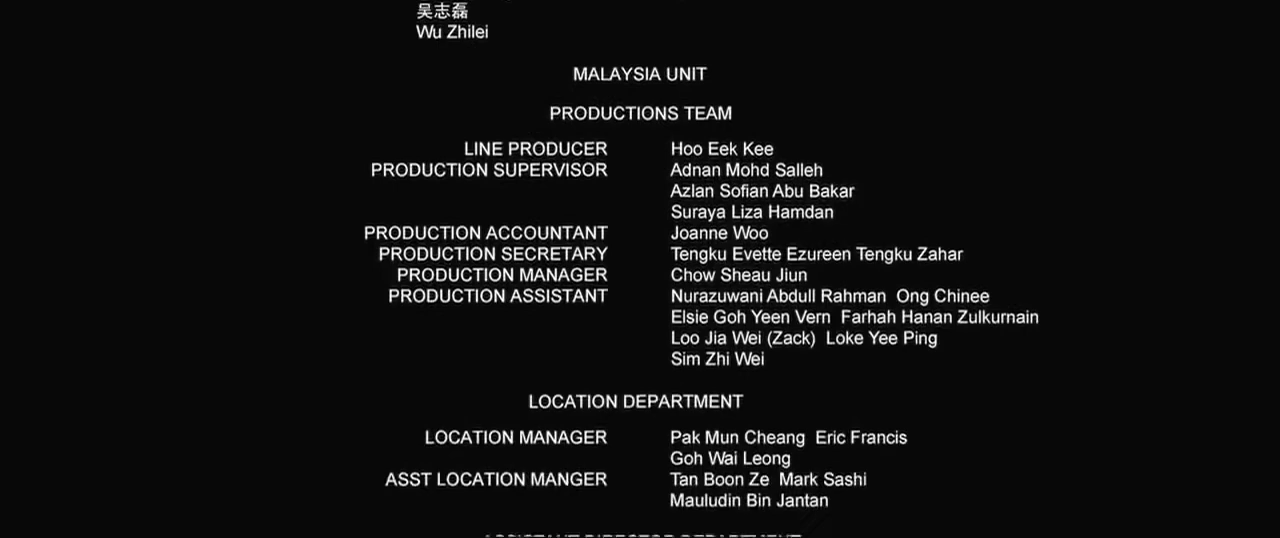 吴志磊
Wu Zhilei
MALAYSIA UNIT
PRODUCTIONS TEAM
LINE PRODUCER Hoo Eek Kee
PRODUCTION SUPERVISOR Adnan Mohd Salleh
Azlan Sofian Abu Bakar
Suraya Liza Hamdan
PRODUCTION ACCOUNTANT Joanne Woo
PRODUCTION SECRETARY Tengku Evette Ezureen Tengku Zahar
PRODUCTION MANAGER Chow Sheau Jiun
PRODUCTION ASSISTANT Nurazuwani Abdull Rahman Ong Chinee
Elsie Goh Yeen Vern Farhah Hanan Zulkurnain
Loo Jia Wei (Zack) Loke Yee Ping
Sim Zhi Wei
LOCATION DEPARTMENT
LOCATION MANAGER Pak Mun Cheang Eric Francis
Goh Wai Leong
ASST LOCATION MANGER Tan Boon Ze Mark Sashi
Mauludin Bin Jantan